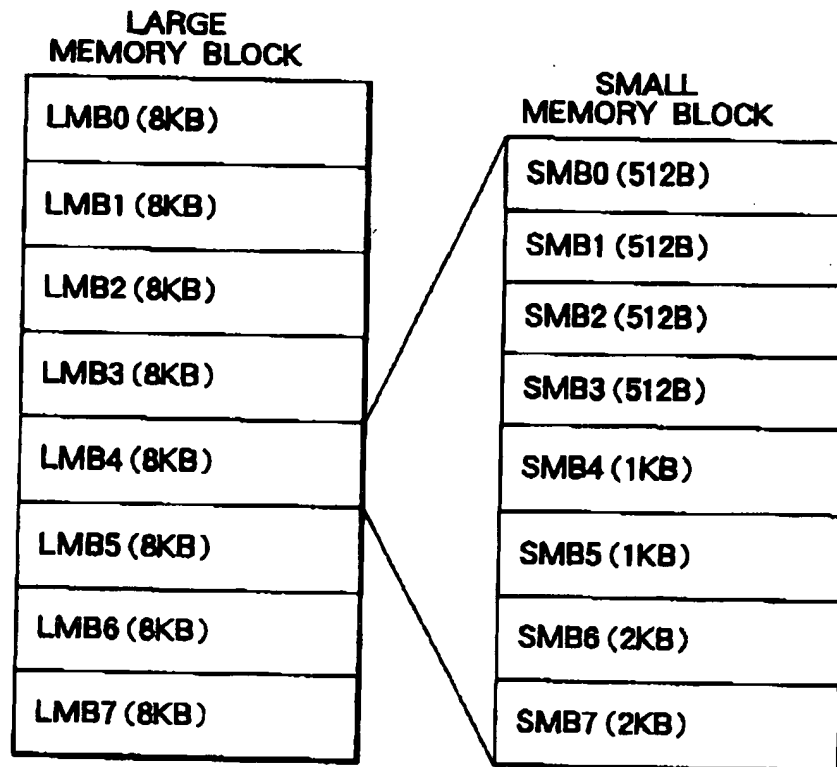 LARGE
MEMORY BLOCK
LMB0 (8KB)
LMB1 (8KB)
LMB2 (8KB)
LMB3 (8KB)
LMB4 (8KB)
LMB5 (8KB)
LMB6 (8KB)
LMB7 (8KB)
SMALL
MEMORY BLOCK
SMB0 (512B)
SMB1 (512B)
SMB2 (512B)
SMB3 (512B)
SMB4 (1KB)
SMB5 (1KB)
SMB6 (2KB)
SMB7 (2KB)